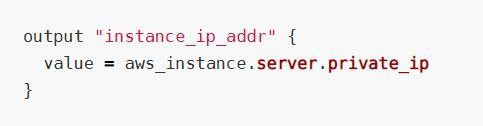 output "instance_ip_addr" {
  value = aws_instance.server.private_ip
}